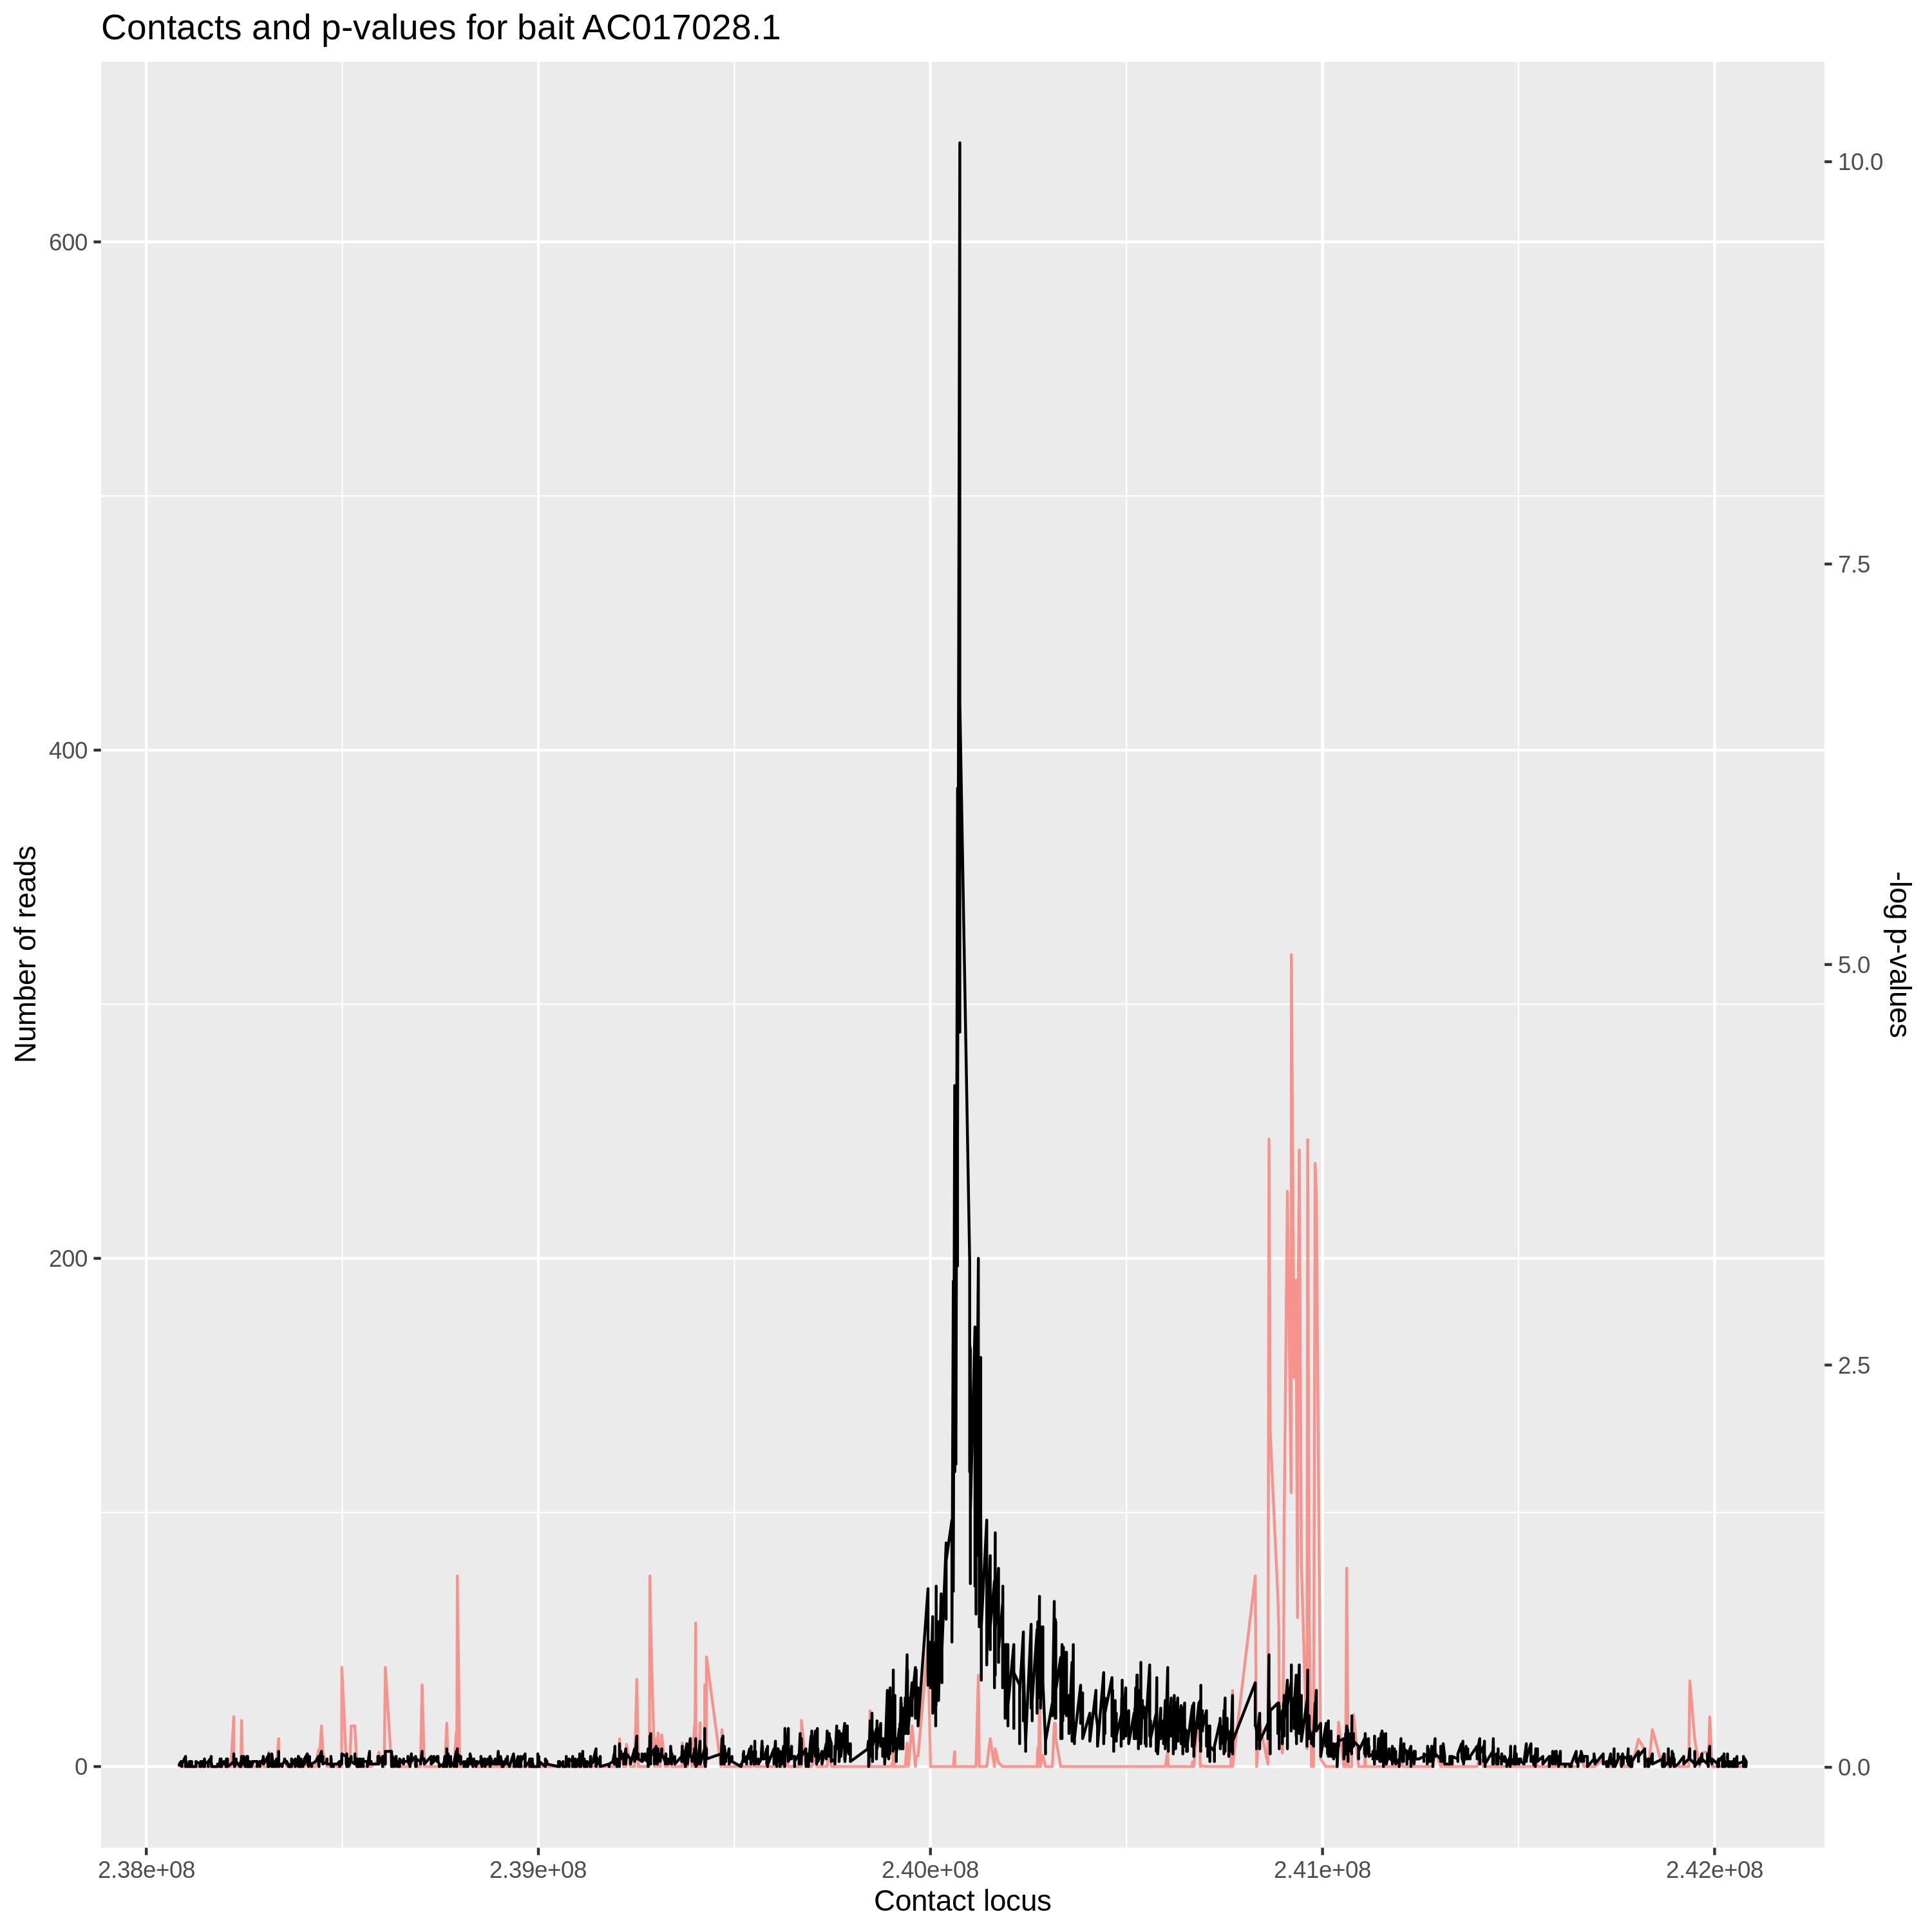 Contacts and p-values for bait AC017028.1
10.0
600
7.5
400
5.0
Number of reads
-log p-values
200
2.5
0
0.0
2.38e+08 2.39e+08 2.40e+08 2.41e+08 2.42e+08
Contact locus